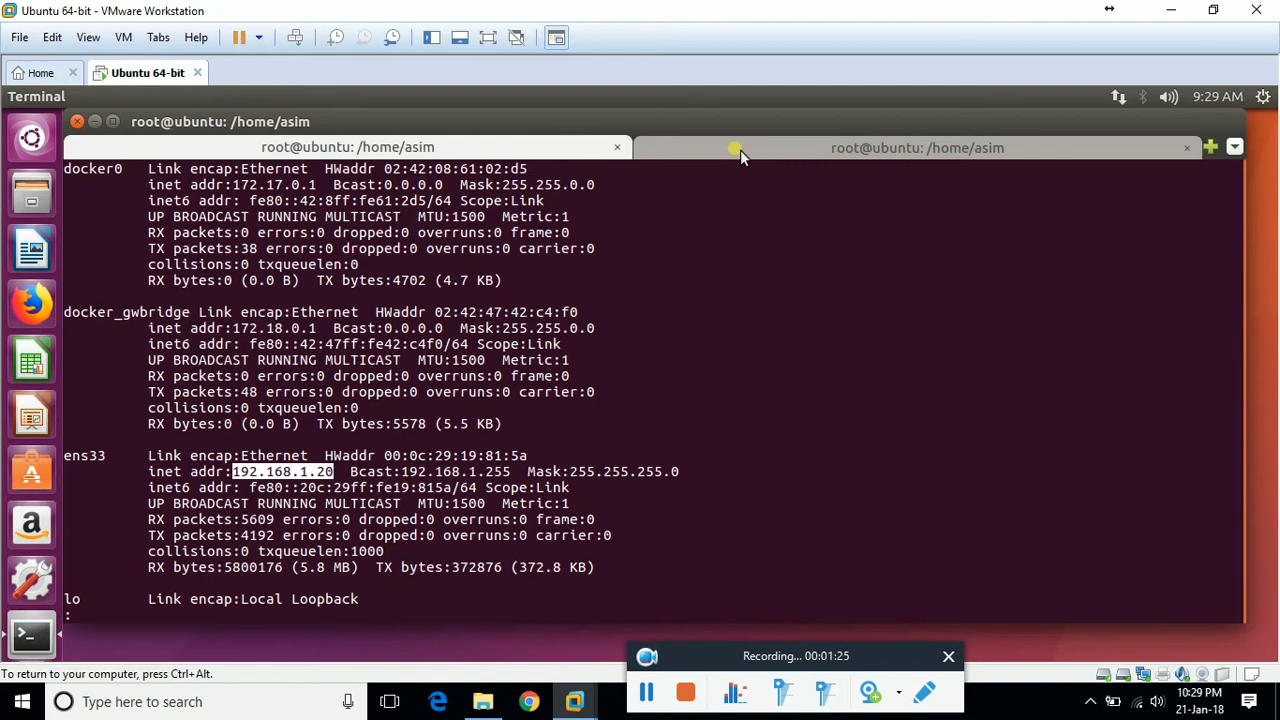 Ubuntu 64-bit - VMware Workstation
File Edit View VM Tabs Help
Home Ubuntu 64-bit
Terminal 9:29 AM
root@ubuntu: /home/asim
root@ubuntu: /home/asim root@ubuntu: /home/asim
docker0 Link encap:Ethernet HWaddr 02:42:08:61:02:d5
inet addr:172.17.0.1 Bcast:0.0.0.0 Mask:255.255.0.0
inet6 addr: fe80::42:8ff:fe61:2d5/64 Scope:Link
UP BROADCAST RUNNING MULTICAST MTU:1500 Metric:1
RX packets:0 errors:0 dropped:0 overruns:0 frame:0
TX packets:38 errors:0 dropped:0 overruns:0 carrier:0
collisions:0 txqueuelen:0
RX bytes:0 (0.0 B) TX bytes:4702 (4.7 KB)
docker_gwbridge Link encap:Ethernet HWaddr 02:42:47:42:c4:f0
inet addr:172.18.0.1 Bcast:0.0.0.0 Mask:255.255.0.0
inet6 addr: fe80::42:47ff:fe42:c4f0/64 Scope:Link
UP BROADCAST RUNNING MULTICAST MTU:1500 Metric:1
RX packets:0 errors:0 dropped:0 overruns:0 frame:0
TX packets:48 errors:0 dropped:0 overruns:0 carrier:0
collisions:0 txqueuelen:0
RX bytes:0 (0.0 B) TX bytes:5578 (5.5 KB)
ens33 Link encap:Ethernet HWaddr 00:0c:29:19:81:5a
inet addr:192.168.1.20 Bcast:192.168.1.255 Mask:255.255.255.0
inet6 addr: fe80::20c:29ff:fe19:815a/64 Scope:Link
UP BROADCAST RUNNING MULTICAST MTU:1500 Metric:1
RX packets:5609 errors:0 dropped:0 overruns:0 frame:0
TX packets:4192 errors:0 dropped:0 overruns:0 carrier:0
collisions:0 txqueuelen:1000
RX bytes:5800176 (5.8 MB) TX bytes:372876 (372.8 KB)
lo Link encap:Local Loopback
:
Recording... 00:01:25
To return to your computer, press Ctrl+Alt.
Type here to search
10:29 PM
21-Jan-18